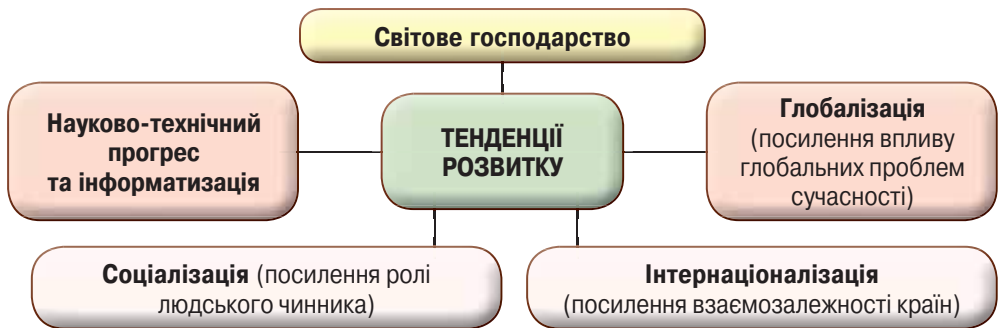 Світове господарство
Науково-технічний
прогрес
та інформатизація
ТЕНДЕНЦІЇ
РОЗВИТКУ
Глобалізація
(посилення впливу
глобальних проблем
сучасності)
Соціалізація (посилення ролі
людського чинника)
Інтернаціоналізація
(посилення взаємозалежності країн)